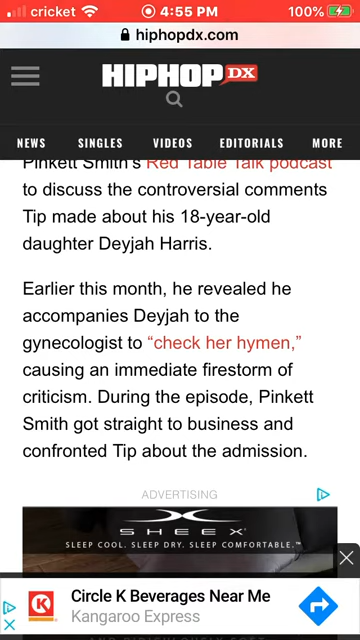 cricket 4:55 PM 100%
hiphopdx.com
HIPHOP DX
NEWS SINGLES VIDEOS EDITORIALS MORE
Pinkett Smith's Red Table Talk podcast
to discuss the controversial comments
Tip made about his 18-year-old
daughter Deyjah Harris.
Earlier this month, he revealed he
accompanies Deyjah to the
gynecologist to “check her hymen,”
causing an immediate firestorm of
criticism. During the episode, Pinkett
Smith got straight to business and
confronted Tip about the admission.
ADVERTISING
SHEEX
SLEEP COOL. SLEEP DRY. SLEEP COMFORTABLE.™
Circle K Beverages Near Me
Kangaroo Express